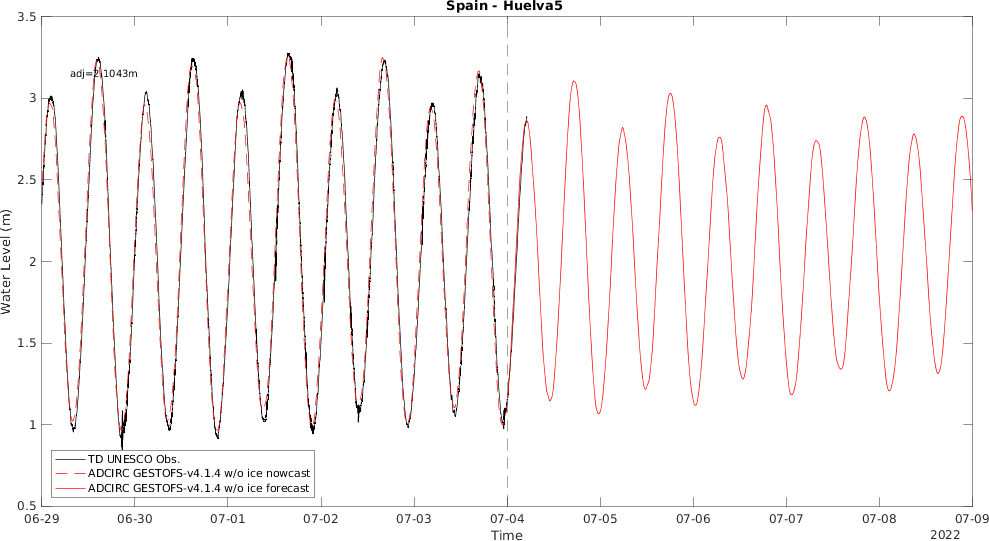 Spain - Huelva5
3.5
adj=2.1043m
3
2.5
2
1.5
1
0.5
Water Level (m)
TD UNESCO Obs.
ADCIRC GESTOFS-v4.1.4 w/o ice nowcast
ADCIRC GESTOFS-v4.1.4 w/o ice forecast
06-29 06-30 07-01 07-02 07-03 07-04 07-05 07-06 07-07 07-08 07-09
Time
2022